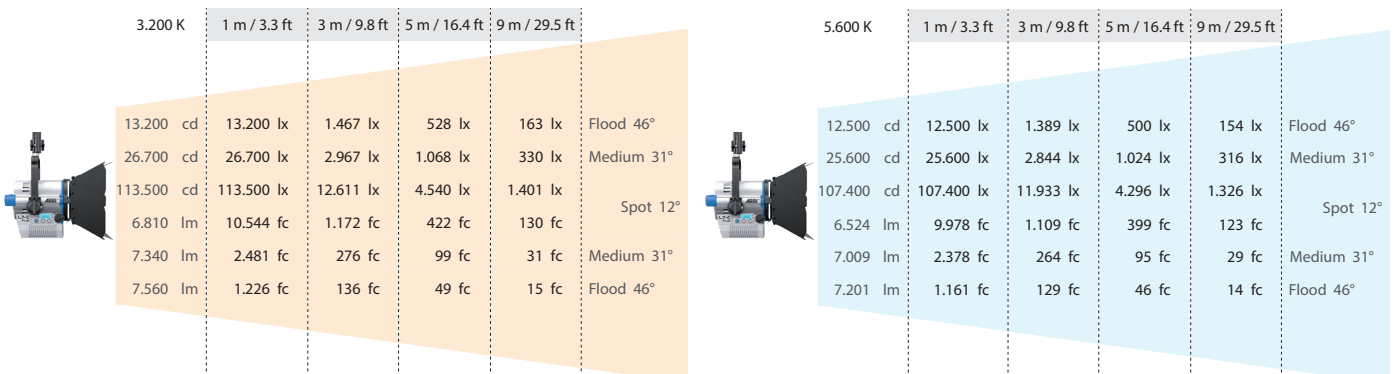 3.200 K 1 m / 3.3 ft 3 m / 9.8 ft 5 m / 16.4 ft 9 m / 29.5 ft
13.200 cd 13.200 lx 1.467 lx 528 lx 163 lx Flood 46°
26.700 cd 26.700 lx 2.967 lx 1.068 lx 330 lx Medium 31°
113.500 cd 113.500 lx 12.611 lx 4.540 lx 1.401 lx
Spot 12°
6.810 lm 10.544 fc 1.172 fc 422 fc 130 fc
7.340 lm 2.481 fc 276 fc 99 fc 31 fc Medium 31°
7.560 lm 1.226 fc 136 fc 49 fc 15 fc Flood 46°
ARRI
5.600 K 1 m / 3.3 ft 3 m / 9.8 ft 5 m / 16.4 ft 9 m / 29.5 ft
12.500 cd 12.500 lx 1.389 lx 500 lx 154 lx Flood 46°
25.600 cd 25.600 lx 2.844 lx 1.024 lx 316 lx Medium 31°
107.400 cd 107.400 lx 11.933 lx 4.296 lx 1.326 lx
Spot 12°
6.524 lm 9.978 fc 1.109 fc 399 fc 123 fc
7.009 lm 2.378 fc 264 fc 95 fc 29 fc Medium 31°
7.201 lm 1.161 fc 129 fc 46 fc 14 fc Flood 46°
ARRI